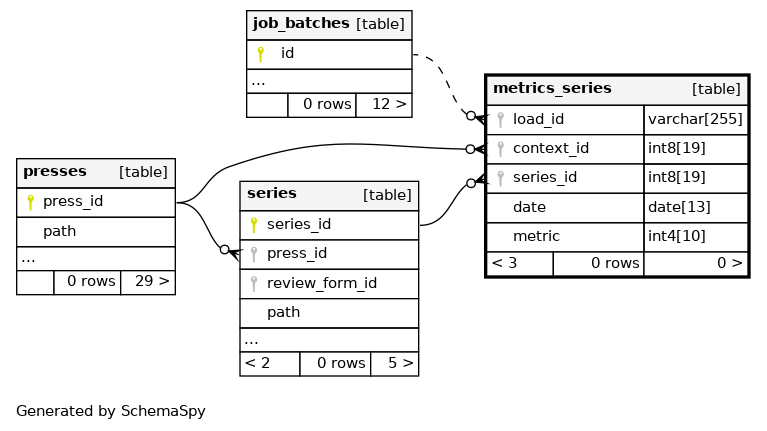 job_batches [table]
id
...
0 rows 12 >
metrics_series [table]
load_id varchar[255]
context_id int8[19]
series_id int8[19]
date date[13]
metric int4[10]
< 3 0 rows 0 >
presses [table]
press_id
path
...
0 rows 29 >
series [table]
series_id
press_id
review_form_id
path
...
< 2 0 rows 5 >
Generated by SchemaSpy